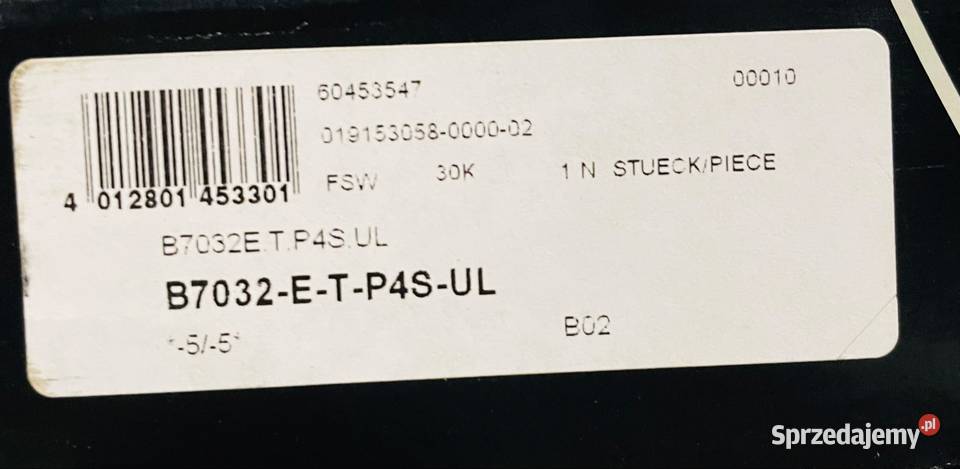 60453547 00010
019153058-0000-02
FSW 30K 1 N STUECK/PIECE
4 012801 453301
B7032E.T.P4S.UL
B7032-E-T-P4S-UL
*-5/-5*
B02
Sprzedajemy.pl